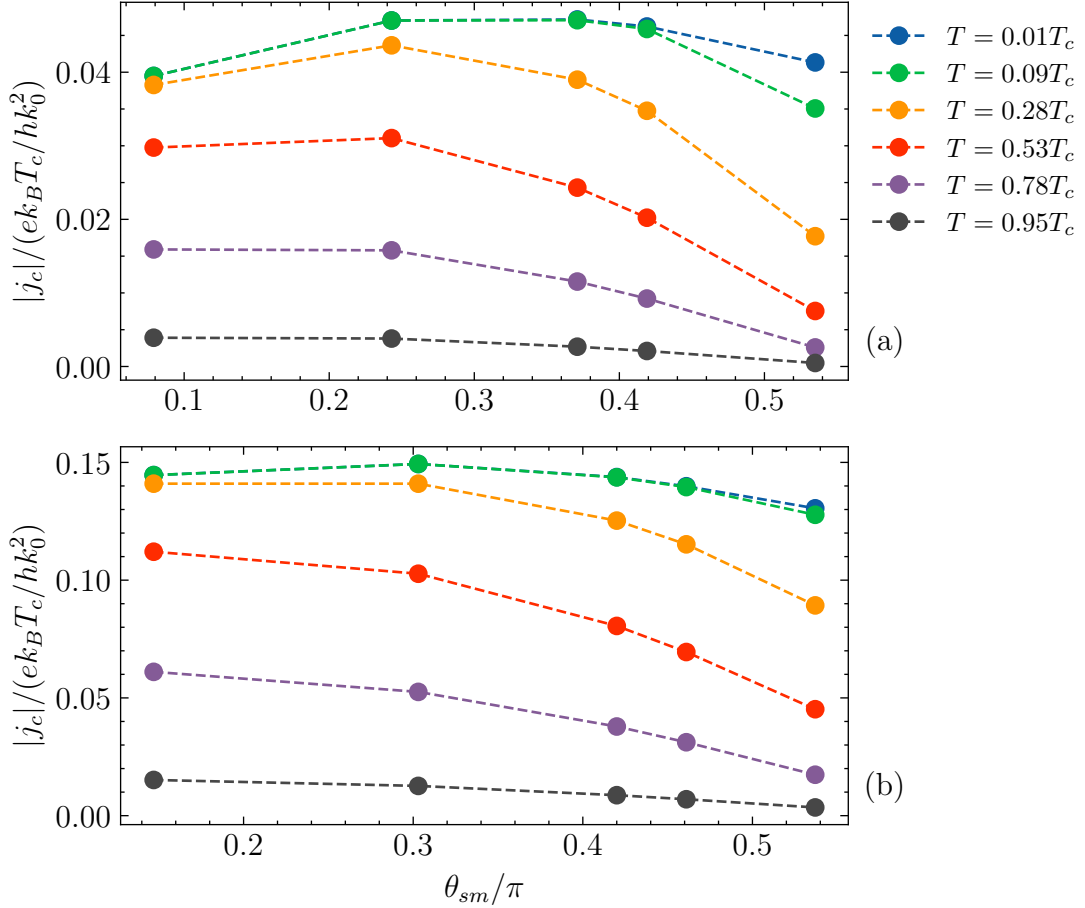 |j_c|/(ek_BT_c/hk_0^2)
0.04
0.02
0.00
0.1 0.2 0.3 0.4 0.5
(a)
T = 0.01T_c
T = 0.09T_c
T = 0.28T_c
T = 0.53T_c
T = 0.78T_c
T = 0.95T_c
|j_c|/(ek_BT_c/hk_0^2)
0.15
0.10
0.05
0.00
0.2 0.3 0.4 0.5
(b)
θ_{sm}/π